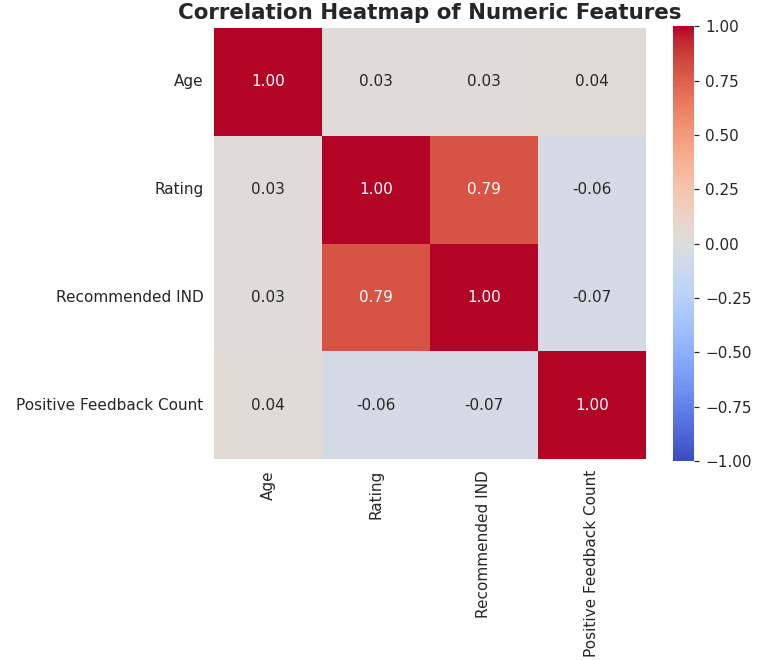 Correlation Heatmap of Numeric Features
Age
1.00
0.03
0.03
0.04
Rating
0.03
1.00
0.79
-0.06
Recommended IND
0.03
0.79
1.00
-0.07
Positive Feedback Count
0.04
-0.06
-0.07
1.00
Age
Rating
Recommended IND
Positive Feedback Count
1.00
0.75
0.50
0.25
0.00
−0.25
−0.50
−0.75
−1.00